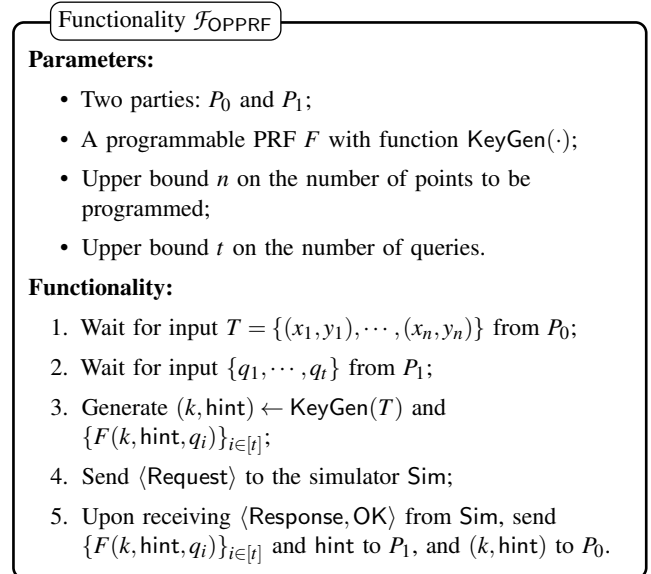 Functionality 𝓕_OPPRF
Parameters:
• Two parties: P₀ and P₁;
• A programmable PRF F with function KeyGen(·);
• Upper bound n on the number of points to be
programmed;
• Upper bound t on the number of queries.
Functionality:
1. Wait for input T = {(x₁,y₁),⋯,(xₙ,yₙ)} from P₀;
2. Wait for input {q₁,⋯,qₜ} from P₁;
3. Generate (k,hint) ← KeyGen(T) and
{F(k,hint,qᵢ)}_{i∈[t]};
4. Send ⟨Request⟩ to the simulator Sim;
5. Upon receiving ⟨Response,OK⟩ from Sim, send
{F(k,hint,qᵢ)}_{i∈[t]} and hint to P₁, and (k,hint) to P₀.